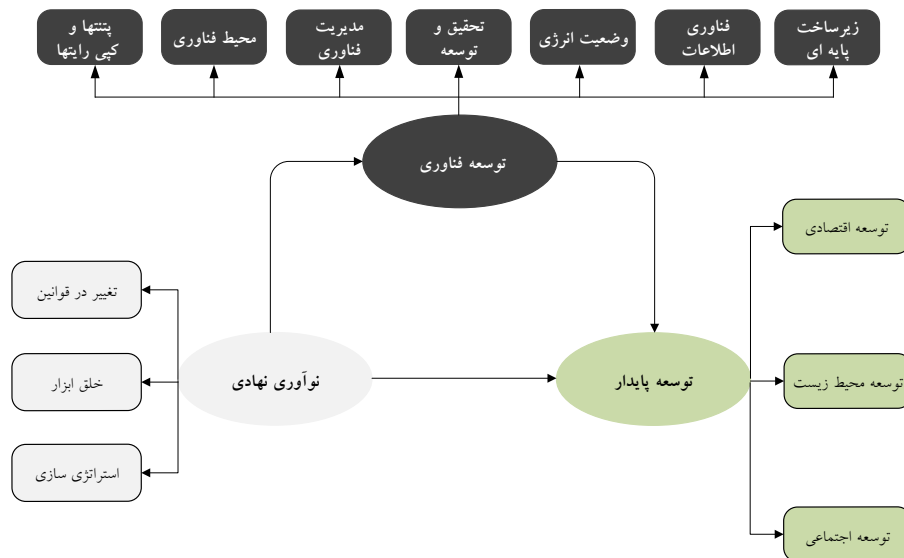 زیرساخت
پایه ای
فناوری
اطلاعات
وضعیت انرژی
تحقیق و
توسعه
مدیریت
فناوری
محیط فناوری
پتنتها و
کپی رایتها
توسعه فناوری
توسعه اقتصادی
تغییر در قوانین
توسعه محیط زیست
توسعه پایدار
نوآوری نهادی
خلق ابزار
استراتژی سازی
توسعه اجتماعی